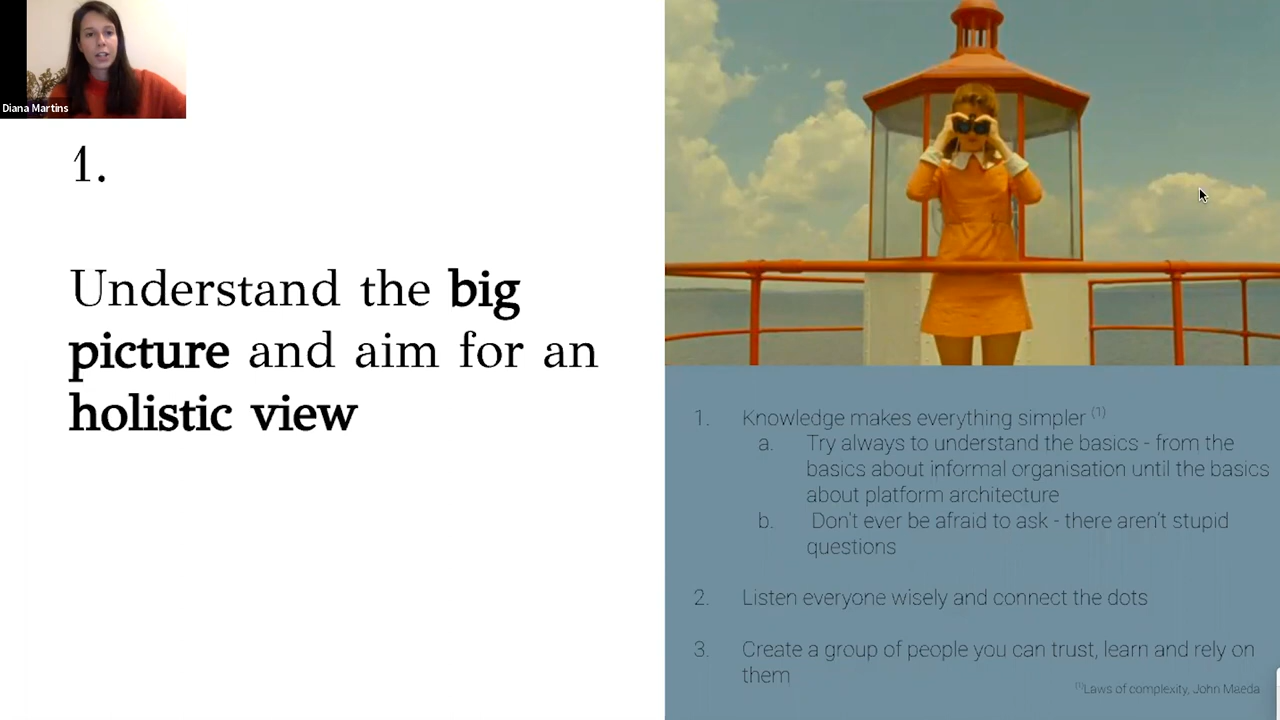 Diana Martins
1.
Understand the big
picture and aim for an
holistic view
1. Knowledge makes everything simpler (1)
a. Try always to understand the basics - from the
basics about informal organisation until the basics
about platform architecture
b. Don't ever be afraid to ask - there aren't stupid
questions
2. Listen everyone wisely and connect the dots
3. Create a group of people you can trust, learn and rely on
them
(1)Laws of complexity, John Maeda